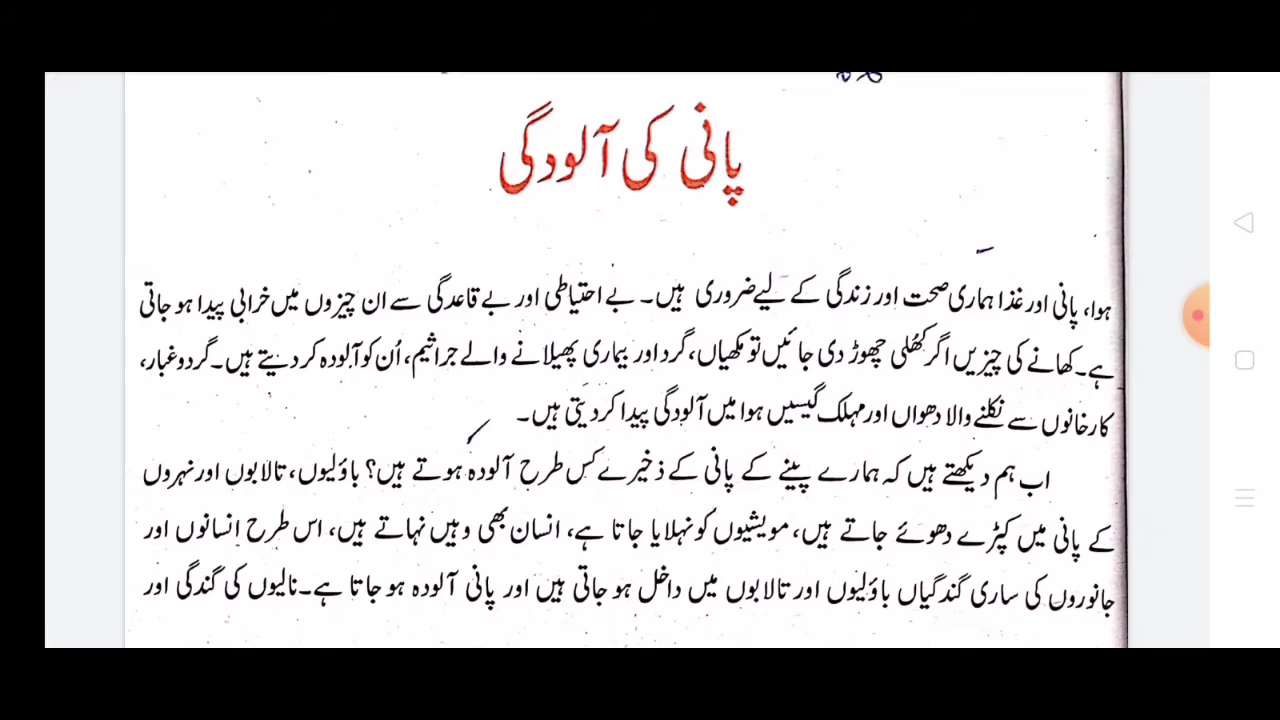 پانی کی آلودگی
ہوا، پانی اور غذا ہماری صحت اور زندگی کے لیے ضروری ہیں۔ بے احتیاطی اور بے قاعدگی سے ان چیزوں میں خرابی پیدا ہو جاتی
ہے۔ کھانے کی چیزیں اگر کھُلی چھوڑ دی جائیں تو مکھیاں، گرد اور بیماری پھیلانے والے جراثیم، اُن کو آلودہ کر دیتے ہیں۔ گرد و غبار،
کارخانوں سے نکلنے والا دھواں اور مہلک گیسیں ہوا میں آلودگی پیدا کر دیتی ہیں۔
اب ہم دیکھتے ہیں کہ ہمارے پینے کے پانی کے ذخیرے کس طرح آلودہ ہوتے ہیں؟ باؤلیوں، تالابوں اور نہروں
کے پانی میں کپڑے دھوئے جاتے ہیں، مویشیوں کو نہلایا جاتا ہے، انسان بھی وہیں نہاتے ہیں، اس طرح انسانوں اور
جانوروں کی ساری گندگیاں باؤلیوں اور تالابوں میں داخل ہو جاتی ہیں اور پانی آلودہ ہو جاتا ہے۔ نالیوں کی گندگی اور